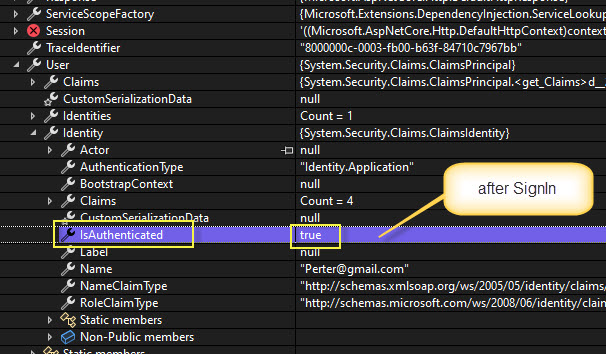 ServiceScopeFactory {Microsoft.Extensions.DependencyInjection.ServiceLookup
Session '((Microsoft.AspNetCore.Http.DefaultHttpContext)context
TraceIdentifier "8000000c-0003-fb00-b63f-84710c7967bb"
User {System.Security.Claims.ClaimsPrincipal}
Claims {System.Security.Claims.ClaimsPrincipal.<get_Claims>d__
CustomSerializationData null
Identities Count = 1
Identity {System.Security.Claims.ClaimsIdentity}
Actor null
AuthenticationType "Identity.Application"
BootstrapContext null
after SignIn
Claims Count = 4
CustomSerializationData null
IsAuthenticated true
Label null
Name "Perter@gmail.com"
NameClaimType "http://schemas.xmlsoap.org/ws/2005/05/identity/claims/
RoleClaimType "http://schemas.microsoft.com/ws/2008/06/identity/clain
Static members
Non-Public members
Static members